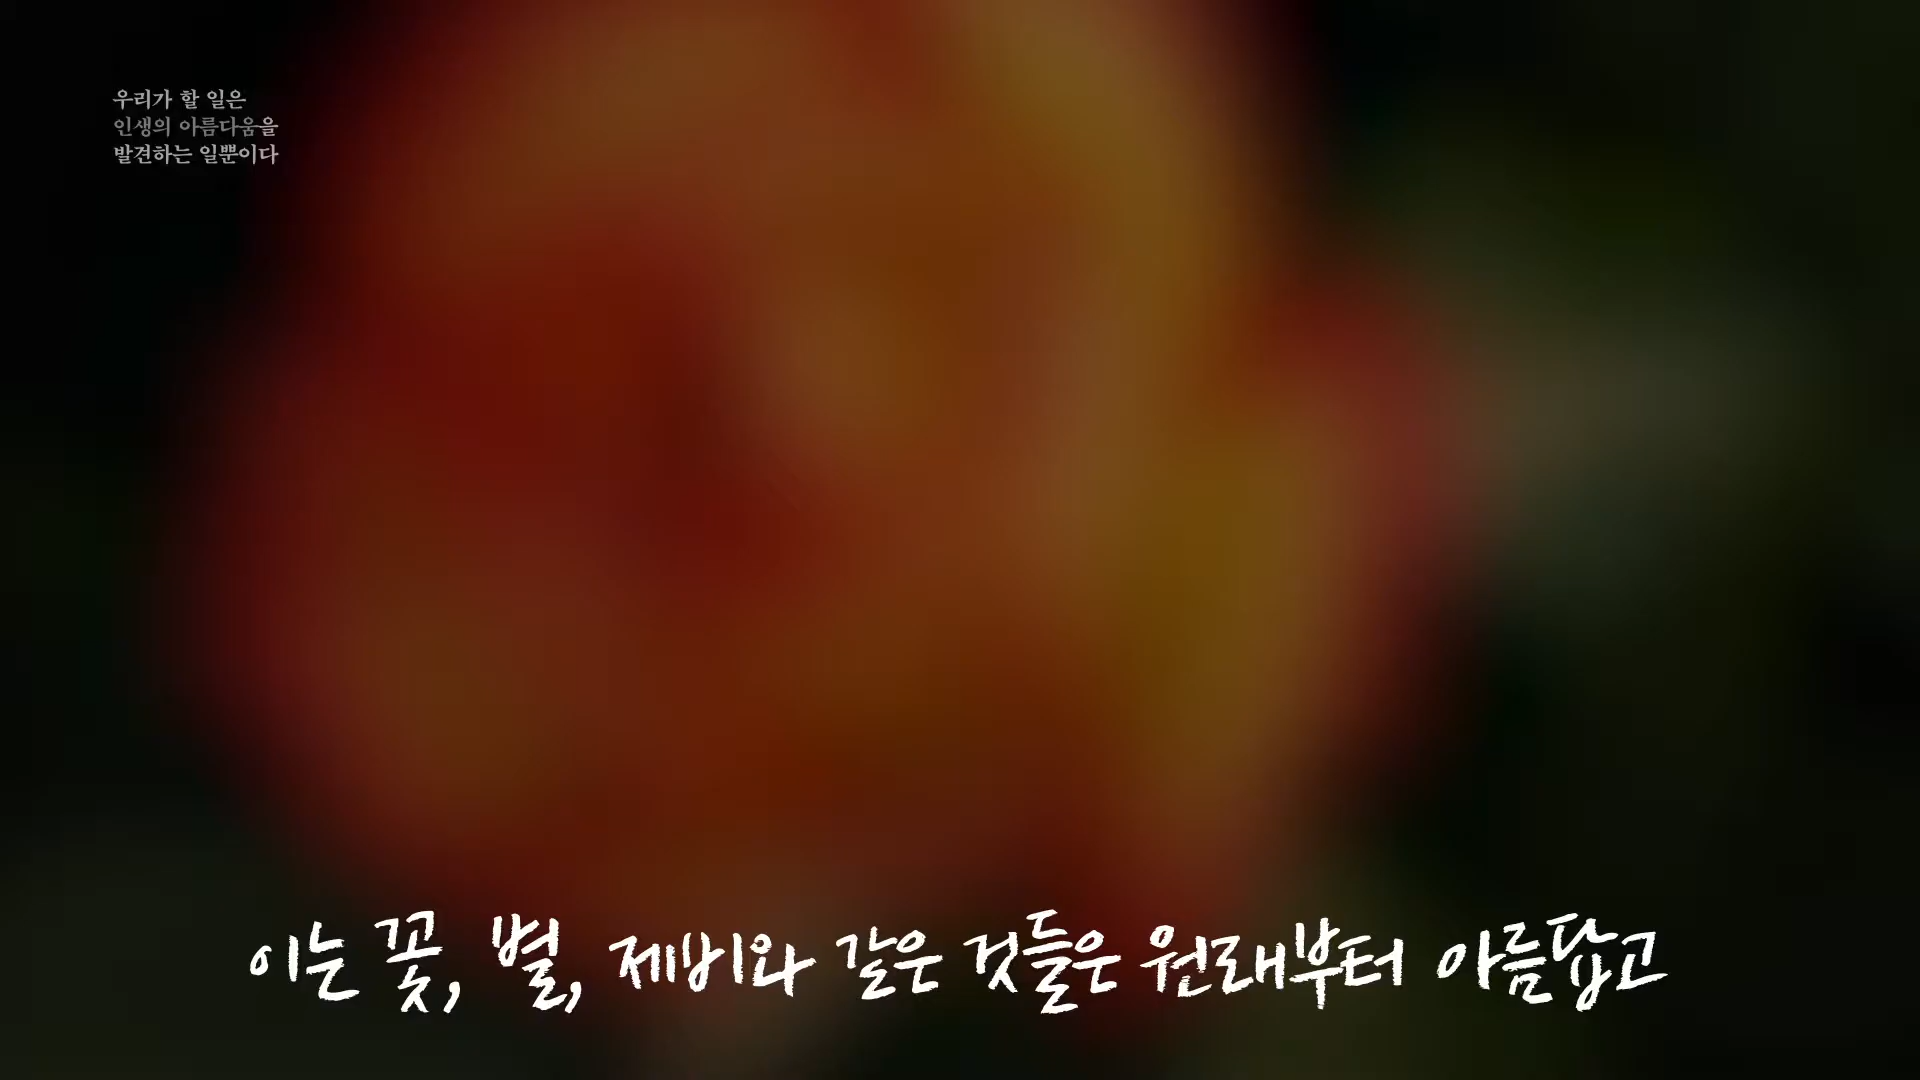 우리가 할 일은
인생의 아름다움을
발견하는 일뿐이다
이는 꽃, 별, 제비와 같은 것들은 원래부터 아름답고